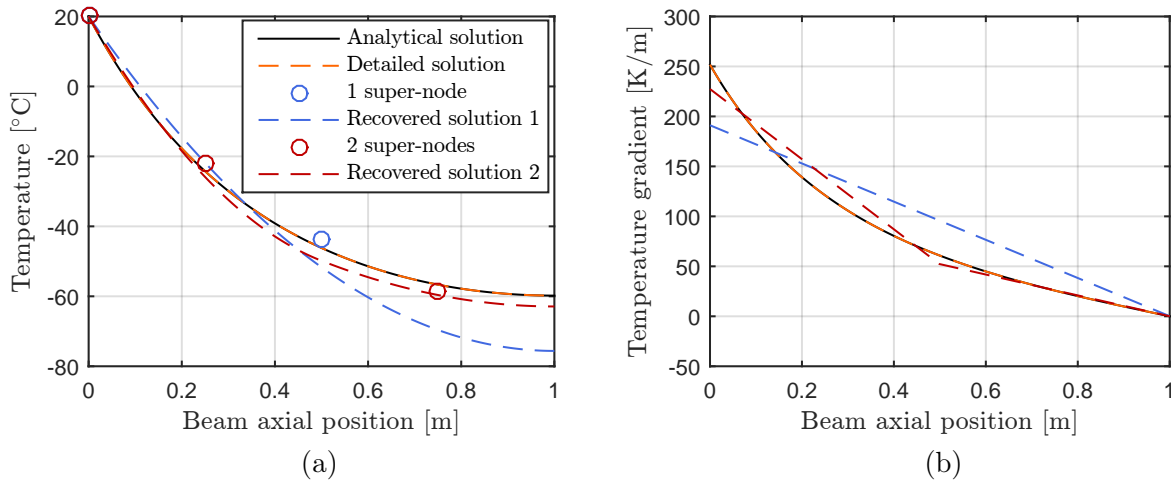 20
0
-20
-40
-60
-80
0
0.2
0.4
0.6
0.8
1
Temperature [°C]
Beam axial position [m]
Analytical solution
Detailed solution
1 super-node
Recovered solution 1
2 super-nodes
Recovered solution 2
(a)
300
250
200
150
100
50
0
-50
0
0.2
0.4
0.6
0.8
1
Temperature gradient [K/m]
Beam axial position [m]
(b)